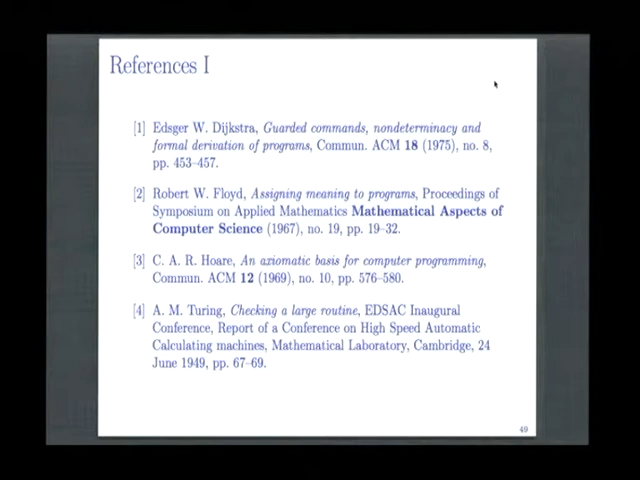 References I
[1] Edsger W. Dijkstra, Guarded commands, nondeterminacy and
formal derivation of programs, Commun. ACM 18 (1975), no. 8,
pp. 453–457.
[2] Robert W. Floyd, Assigning meaning to programs, Proceedings of
Symposium on Applied Mathematics Mathematical Aspects of
Computer Science (1967), no. 19, pp. 19–32.
[3] C. A. R. Hoare, An axiomatic basis for computer programming,
Commun. ACM 12 (1969), no. 10, pp. 576–580.
[4] A. M. Turing, Checking a large routine, EDSAC Inaugural
Conference, Report of a Conference on High Speed Automatic
Calculating machines, Mathematical Laboratory, Cambridge, 24
June 1949, pp. 67–69.
49